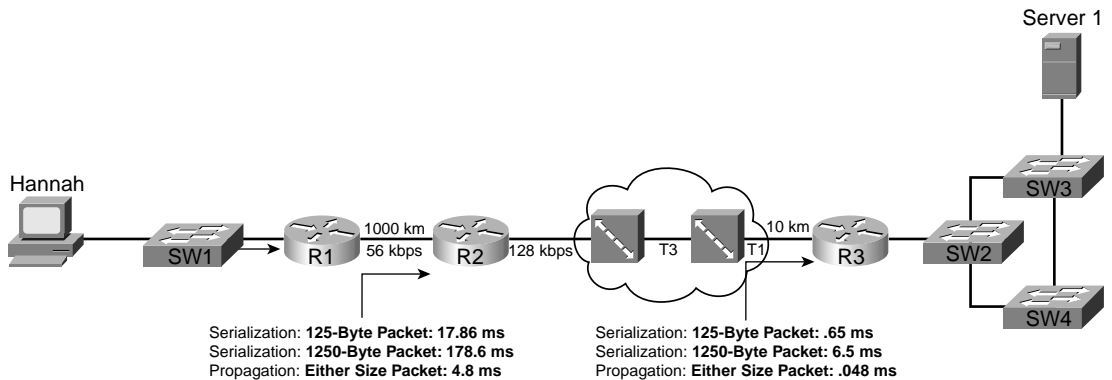 Server 1
Hannah
SW1
R1
1000 km
56 kbps
R2
128 kbps
T3
T1
10 km
R3
SW2
SW3
SW4
Serialization: 125-Byte Packet: 17.86 ms
Serialization: 1250-Byte Packet: 178.6 ms
Propagation: Either Size Packet: 4.8 ms
Serialization: 125-Byte Packet: .65 ms
Serialization: 1250-Byte Packet: 6.5 ms
Propagation: Either Size Packet: .048 ms